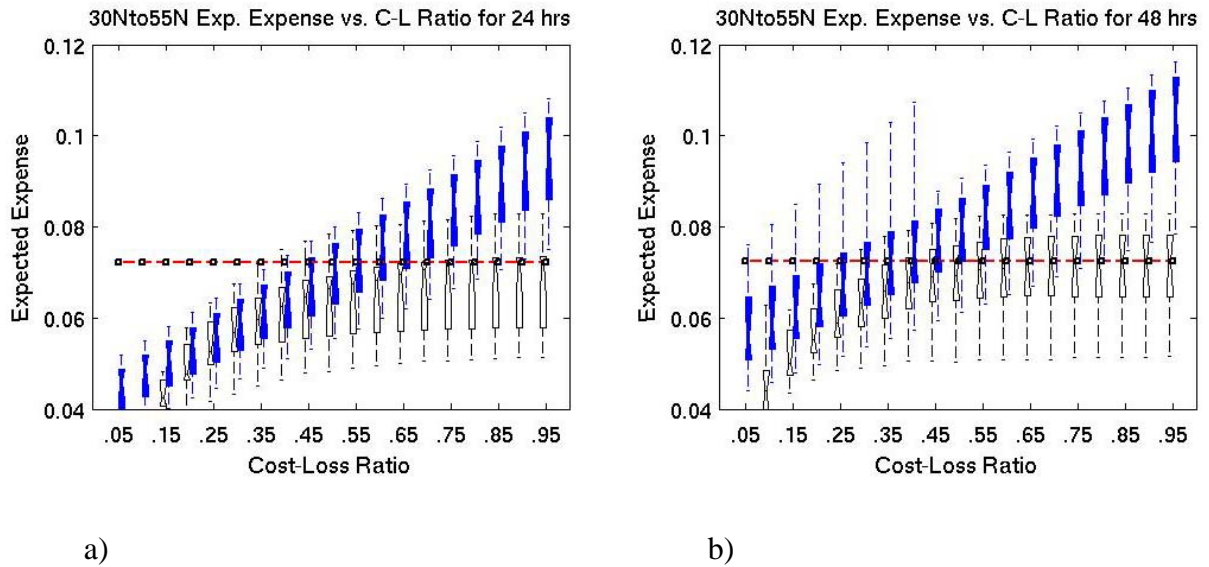 30Nto55N Exp. Expense vs. C-L Ratio for 24 hrs
0.12
0.1
0.08
0.06
0.04
Expected Expense
.05 .15 .25 .35 .45 .55 .65 .75 .85 .95
Cost-Loss Ratio
a)
30Nto55N Exp. Expense vs. C-L Ratio for 48 hrs
0.12
0.1
0.08
0.06
0.04
Expected Expense
.05 .15 .25 .35 .45 .55 .65 .75 .85 .95
Cost-Loss Ratio
b)